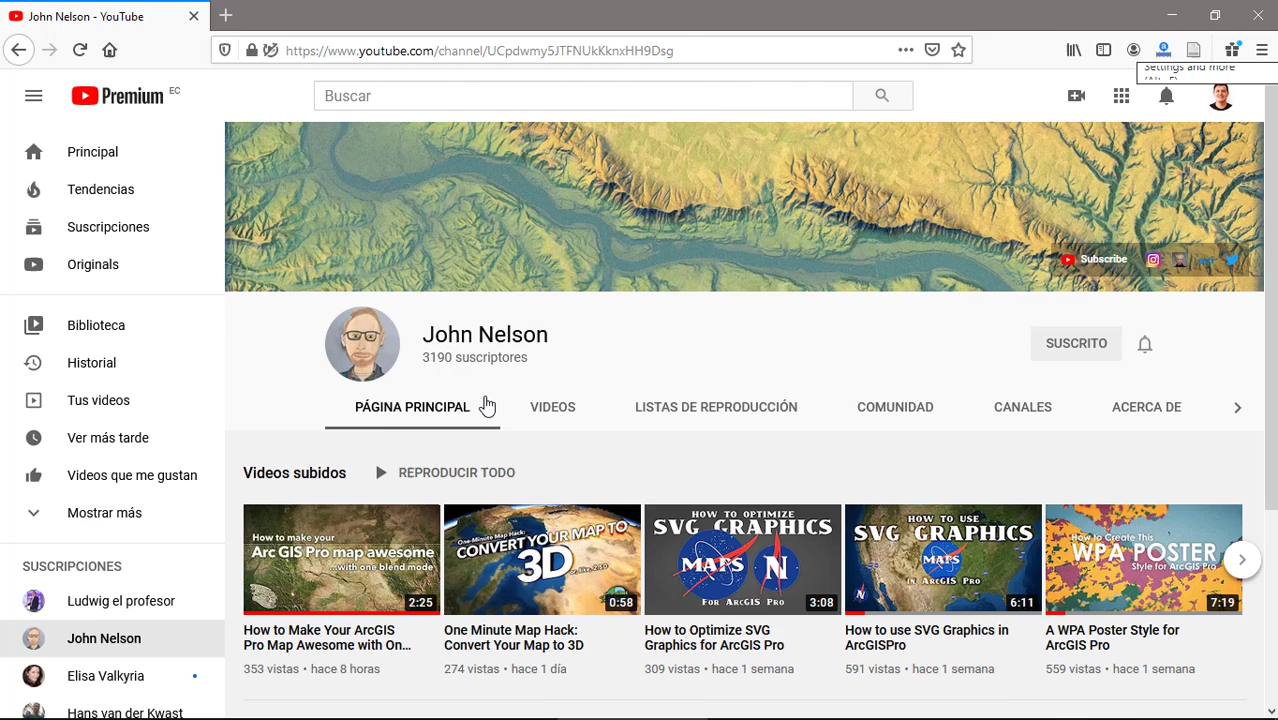 John Nelson - YouTube
https://www.youtube.com/channel/UCpdwmy5JTFNUkKknxHH9Dsg
Settings and more
Premium EC
Buscar
Principal
Tendencias
Suscripciones
Originals
Biblioteca
Historial
Tus videos
Ver más tarde
Videos que me gustan
Mostrar más
SUSCRIPCIONES
Ludwig el profesor
John Nelson
Elisa Valkyria
Hans van der Kwast
Subscribe
John Nelson
3190 suscriptores
SUSCRITO
PÁGINA PRINCIPAL
VIDEOS
LISTAS DE REPRODUCCIÓN
COMUNIDAD
CANALES
ACERCA DE
Videos subidos
REPRODUCIR TODO
How to make your
Arc GIS Pro map awesome
...with one blend mode
2:25
How to Make Your ArcGIS
Pro Map Awesome with On...
353 vistas • hace 8 horas
One-Minute Map Hack:
CONVERT YOUR MAP TO
3D
or, like, 2.5D
0:58
One Minute Map Hack:
Convert Your Map to 3D
274 vistas • hace 1 día
HOW TO OPTIMIZE
SVG GRAPHICS
MAPS N
FOR ARCGIS PRO
3:08
How to Optimize SVG
Graphics for ArcGIS Pro
309 vistas • hace 1 semana
HOW TO USE
SVG GRAPHICS
MAPS
N
IN ARCGIS PRO
6:11
How to use SVG Graphics in
ArcGISPro
591 vistas • hace 1 semana
How to Create This
WPA POSTER
Style for ArcGIS Pro
7:19
A WPA Poster Style for
ArcGIS Pro
559 vistas • hace 1 semana